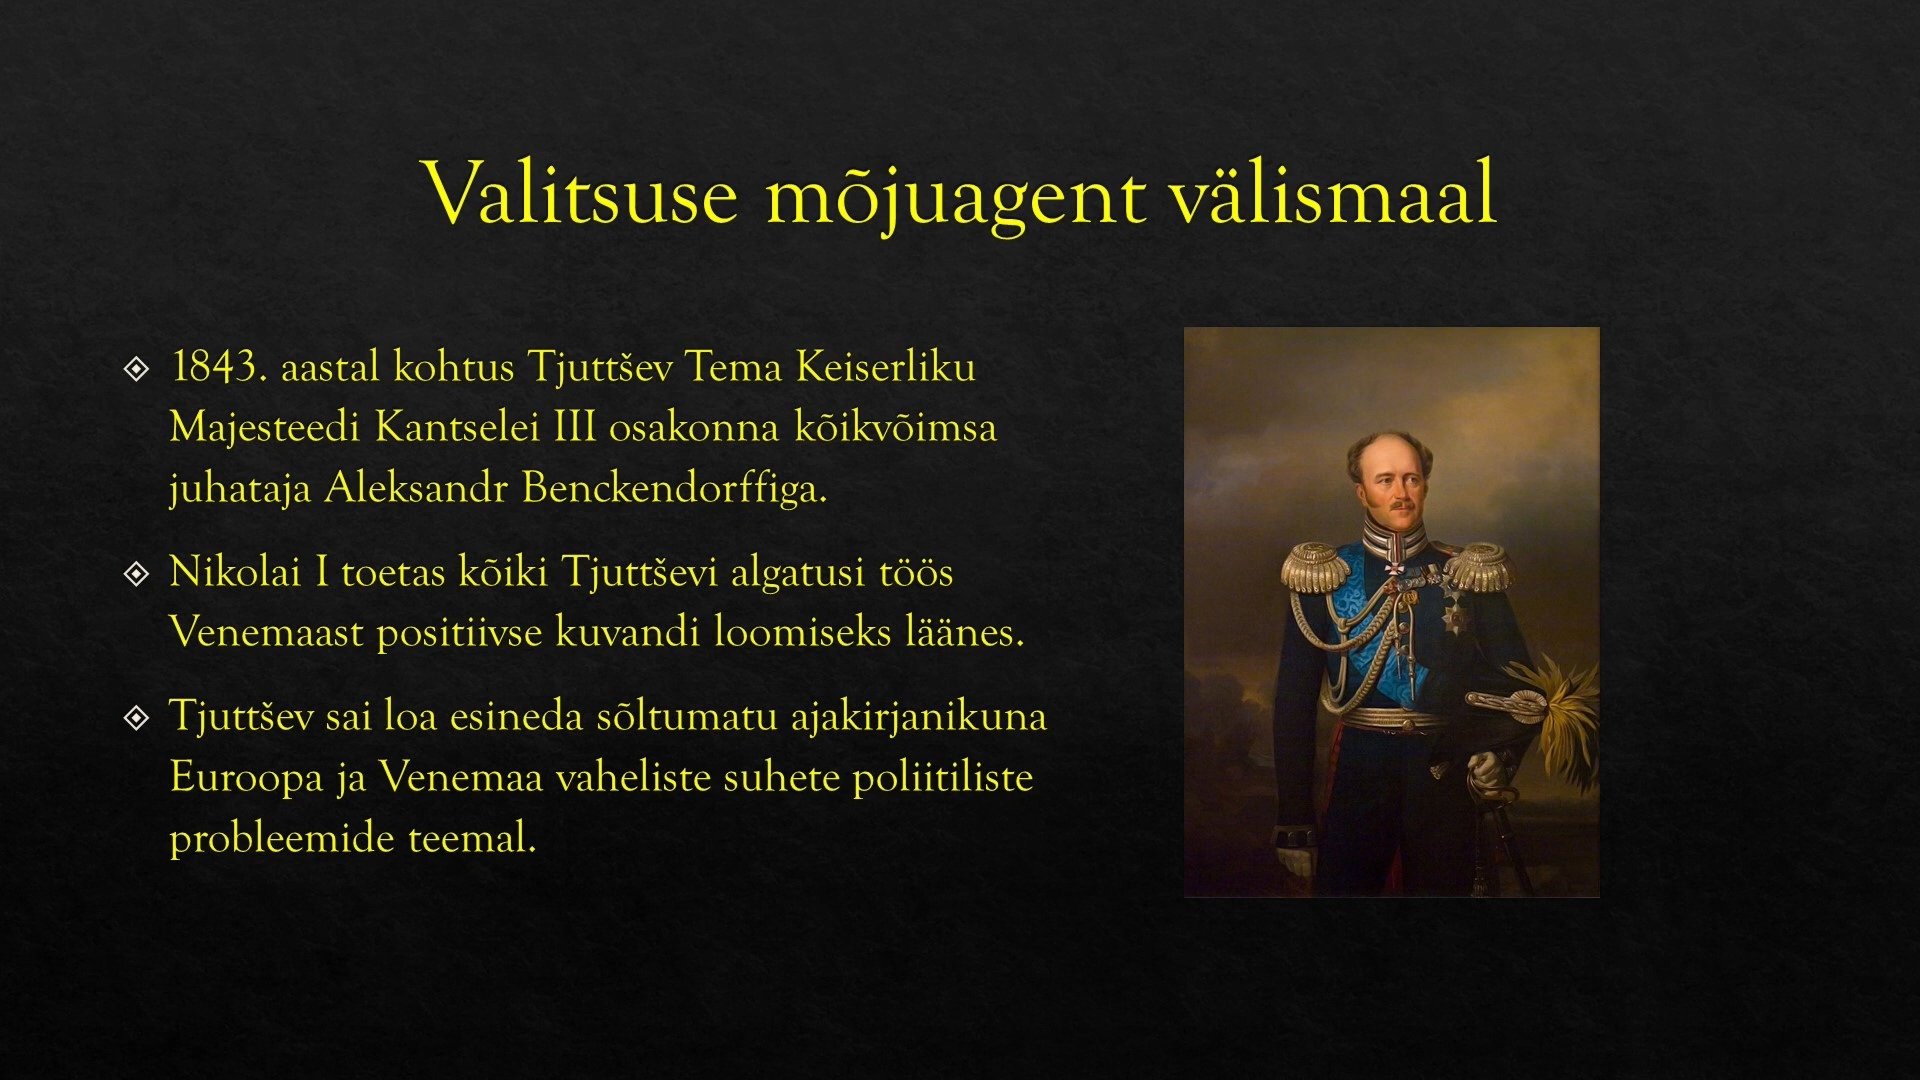 Valitsuse mõjuagent välismaal
1843. aastal kohtus Tjuttšev Tema Keiserliku
Majesteedi Kantselei III osakonna kõikvõimsa
juhataja Aleksandr Benckendorffiga.
Nikolai I toetas kõiki Tjuttševi algatusi töös
Venemaast positiivse kuvandi loomiseks läänes.
Tjuttšev sai loa esineda sõltumatu ajakirjanikuna
Euroopa ja Venemaa vaheliste suhete poliitiliste
probleemide teemal.